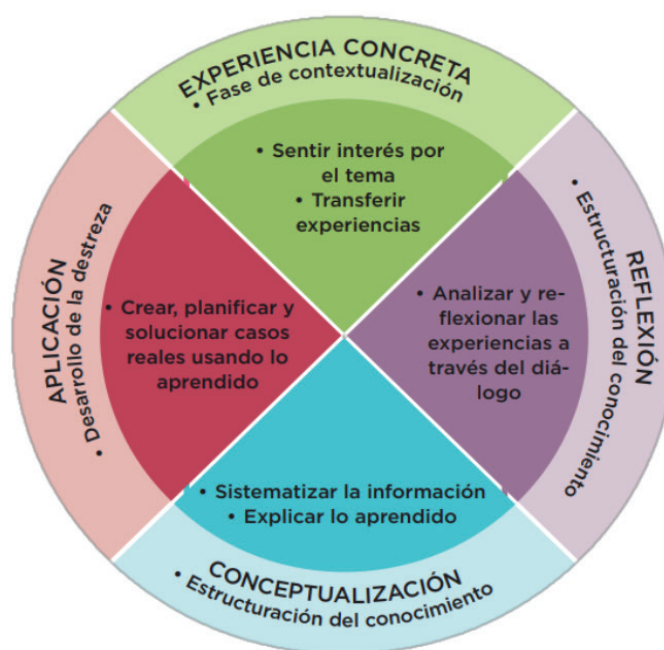 EXPERIENCIA CONCRETA
• Fase de contextualización
• Sentir interés por
el tema
• Transferir
experiencias
REFLEXIÓN
• Estructuración del conocimiento
• Analizar y re-
flexionar las
experiencias a
través del diá-
logo
CONCEPTUALIZACIÓN
• Estructuración del conocimiento
• Sistematizar la información
• Explicar lo aprendido
APLICACIÓN
• Desarrollo de la destreza
• Crear, planificar y
solucionar casos
reales usando lo
aprendido